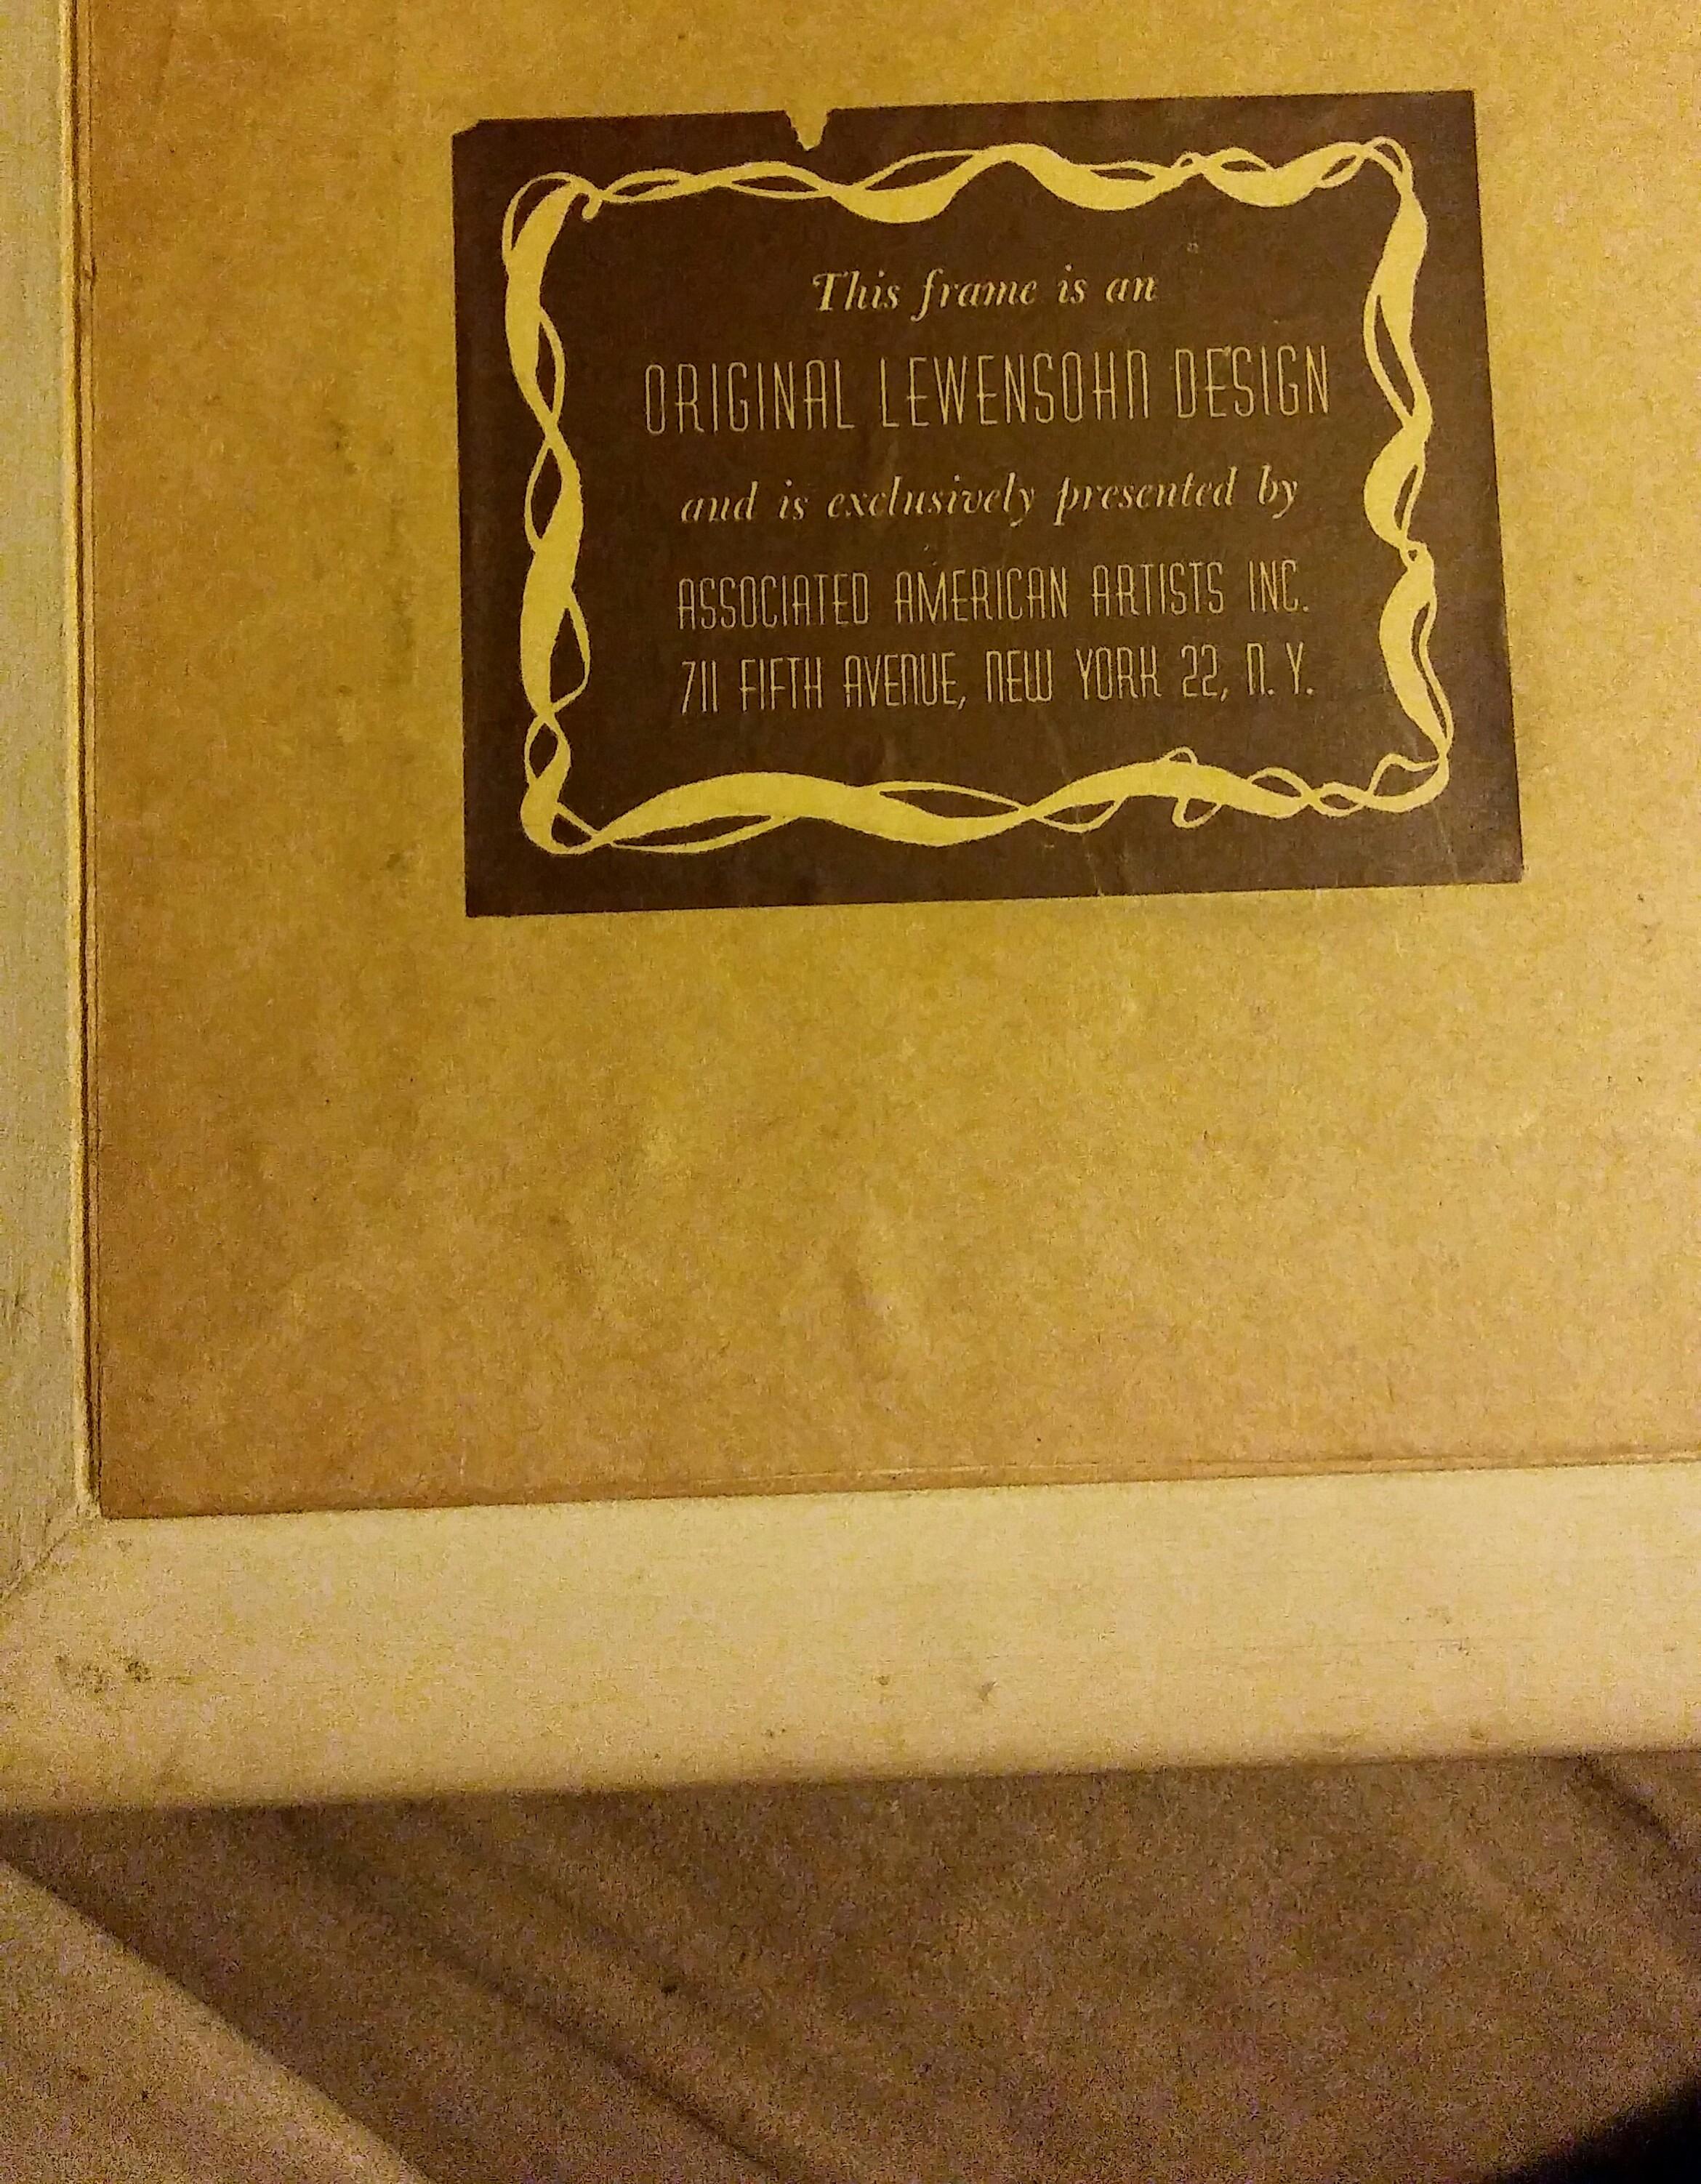 This frame is an
ORIGINAL LEWENSOHN DESIGN
and is exclusively presented by
ASSOCIATED AMERICAN ARTISTS INC.
711 FIFTH AVENUE, NEW YORK 22, N. Y.